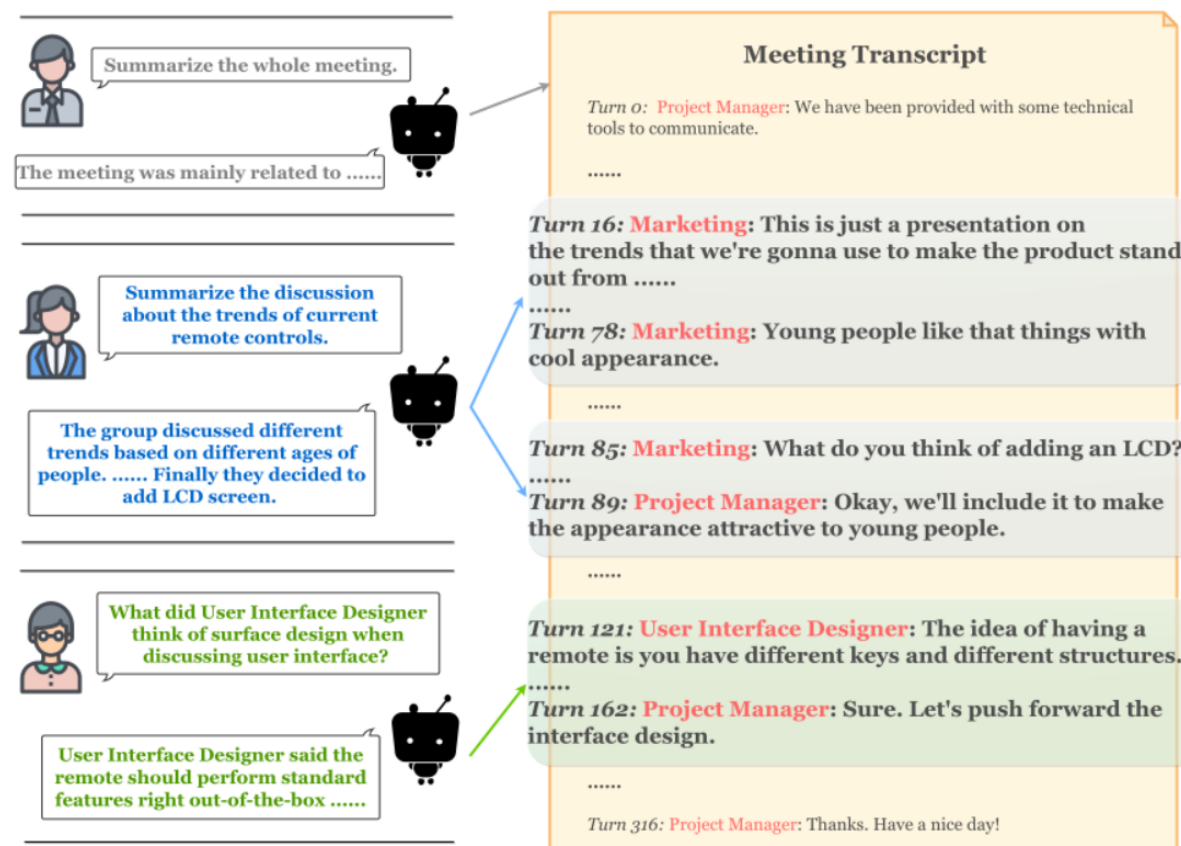 Summarize the whole meeting.
The meeting was mainly related to ......
Summarize the discussion
about the trends of current
remote controls.
The group discussed different
trends based on different ages of
people. ...... Finally they decided to
add LCD screen.
What did User Interface Designer
think of surface design when
discussing user interface?
User Interface Designer said the
remote should perform standard
features right out-of-the-box ......
Meeting Transcript
Turn 0: Project Manager: We have been provided with some technical
tools to communicate.
......
Turn 16: Marketing: This is just a presentation on
the trends that we're gonna use to make the product stand
out from ......
......
Turn 78: Marketing: Young people like that things with
cool appearance.
......
Turn 85: Marketing: What do you think of adding an LCD?
......
Turn 89: Project Manager: Okay, we'll include it to make
the appearance attractive to young people.
......
Turn 121: User Interface Designer: The idea of having a
remote is you have different keys and different structures.
......
Turn 162: Project Manager: Sure. Let's push forward the
interface design.
......
Turn 316: Project Manager: Thanks. Have a nice day!